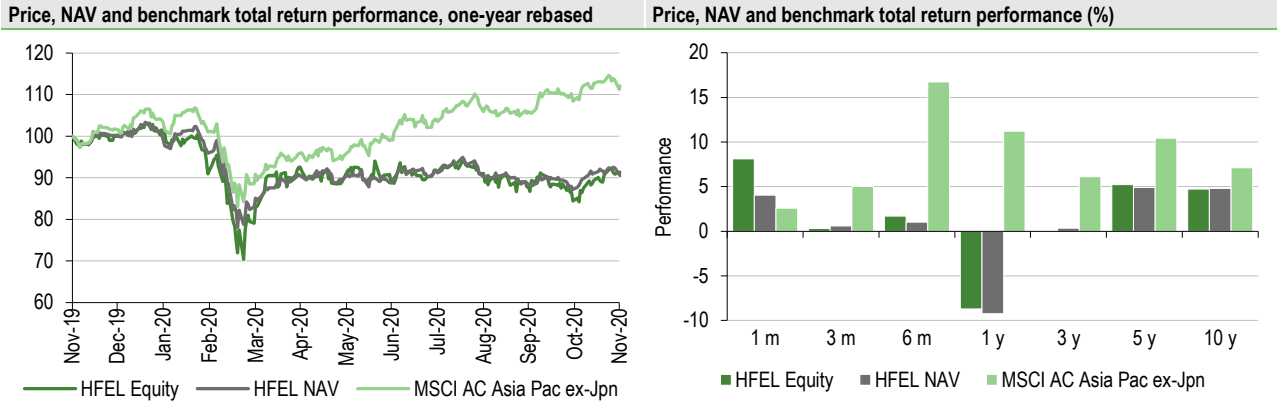 Price, NAV and benchmark total return performance, one-year rebased
120
110
100
90
80
70
60
Nov-19
Dec-19
Jan-20
Feb-20
Mar-20
Apr-20
May-20
Jun-20
Jul-20
Aug-20
Sep-20
Oct-20
Nov-20
HFEL Equity
HFEL NAV
MSCI AC Asia Pac ex-Jpn
Price, NAV and benchmark total return performance (%)
Performance
20
15
10
5
0
-5
-10
1 m
3 m
6 m
1 y
3 y
5 y
10 y
HFEL Equity
HFEL NAV
MSCI AC Asia Pac ex-Jpn